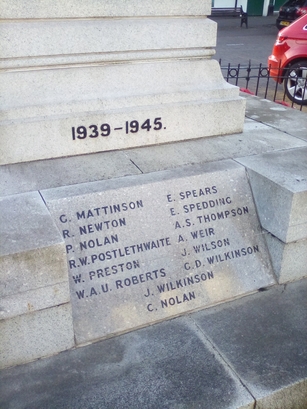 1939-1945.
G. MATTINSON
R. NEWTON
P. NOLAN
R.W. POSTLETHWAITE
W. PRESTON
W.A.U. ROBERTS
E. SPEARS
E. SPEDDING
A.S. THOMPSON
A. WEIR
J. WILSON
C.D. WILKINSON
J. WILKINSON
C. NOLAN